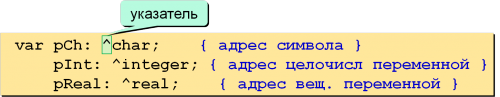 указатель
var pCh: ^char; { адрес символа }
pInt: ^integer; { адрес целочисл переменной }
pReal: ^real; { адрес вещ. переменной }